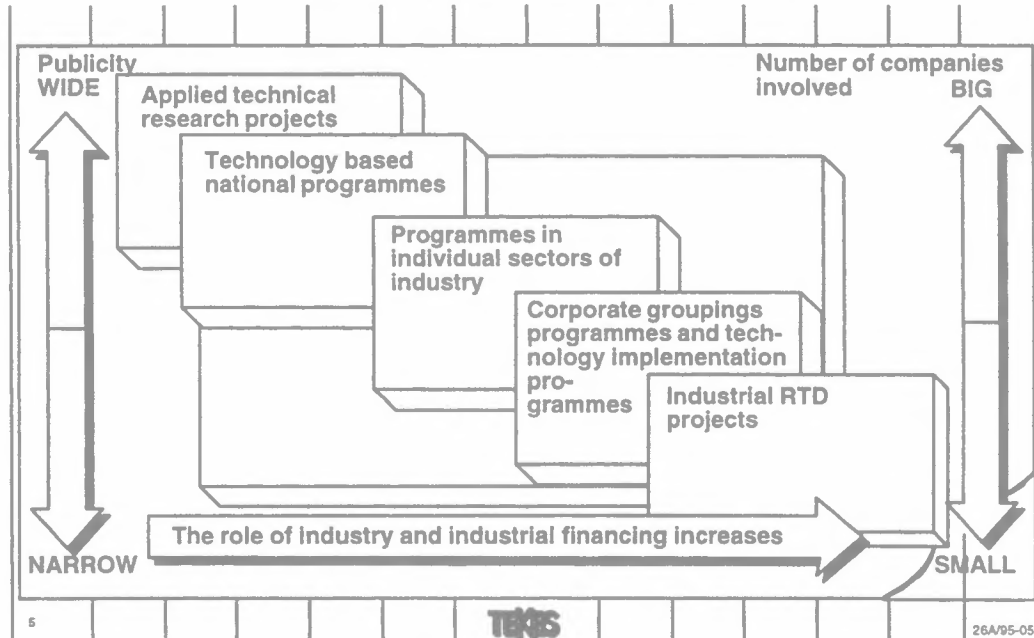 Publicity
WIDE
Number of companies
involved BIG
Applied technical
research projects
Technology based
national programmes
Programmes in
individual sectors of
industry
Corporate groupings
programmes and tech-
nology implementation
pro-
grammes
Industrial RTD
projects
The role of industry and industrial financing increases
NARROW
SMALL
5
TEKES
26A/95-05